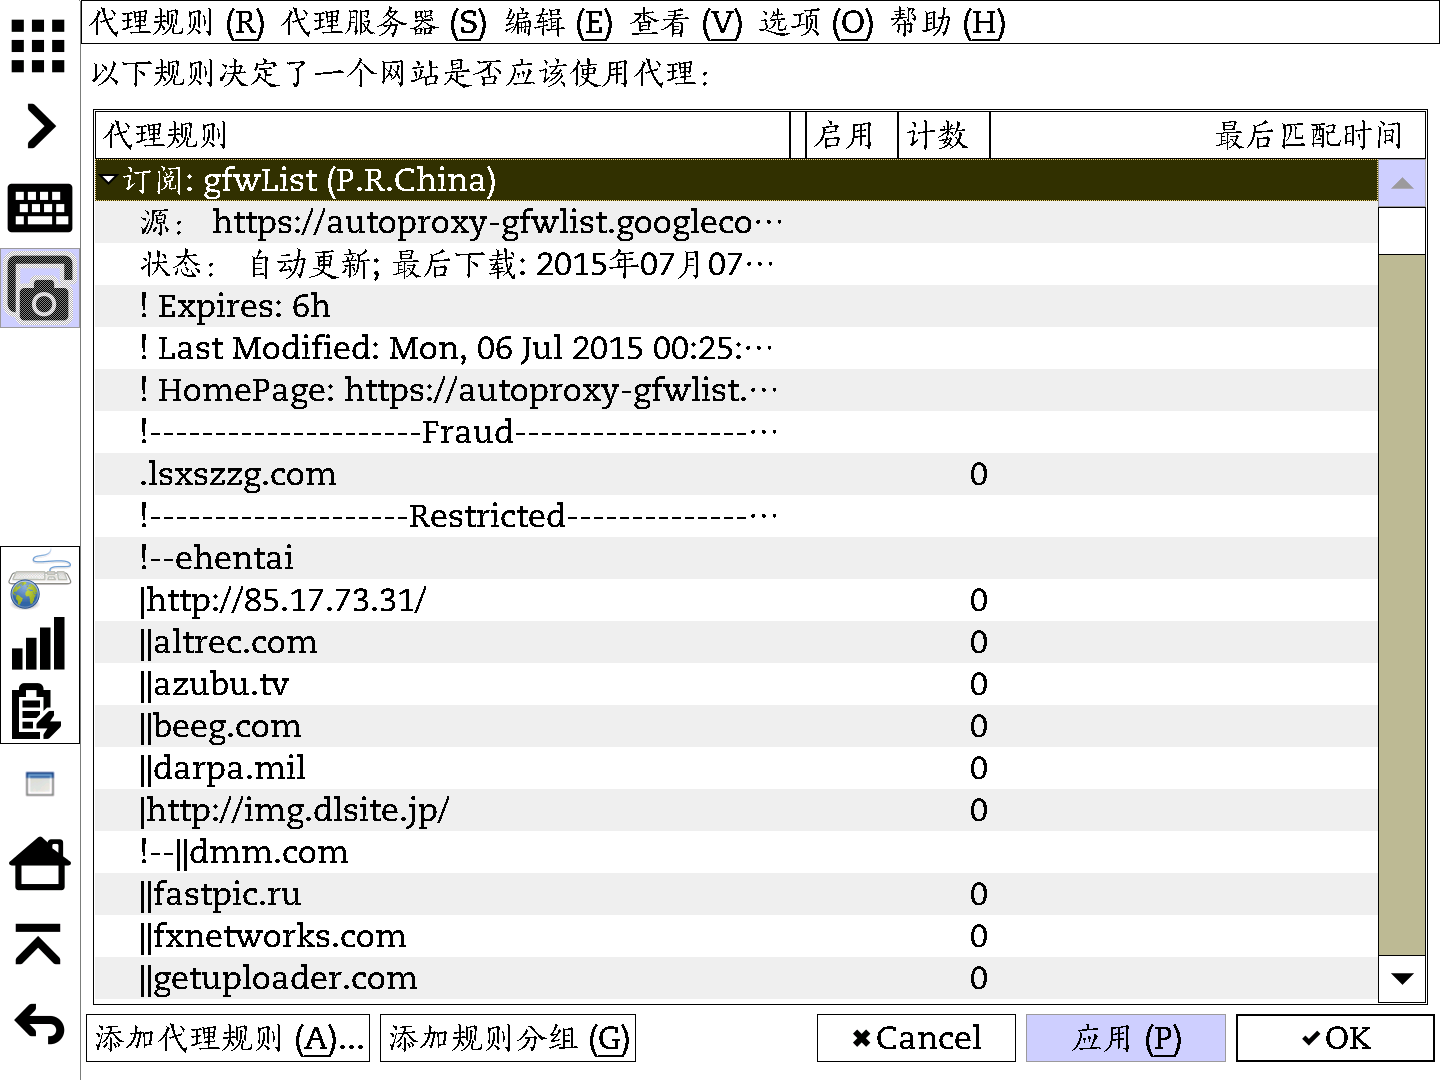 代理规则 (R) 代理服务器 (S) 编辑 (E) 查看 (V) 选项 (O) 帮助 (H)
以下规则决定了一个网站是否应该使用代理：
代理规则 启用 计数 最后匹配时间
订阅: gfwList (P.R.China)
源： https://autoproxy-gfwlist.googleco…
状态： 自动更新; 最后下载: 2015年07月07…
! Expires: 6h
! Last Modified: Mon, 06 Jul 2015 00:25:…
! HomePage: https://autoproxy-gfwlist.…
!---------------------Fraud------------------…
.lsxszzg.com 0
!--------------------Restricted--------------…
!--ehentai
|http://85.17.73.31/ 0
||altrec.com 0
||azubu.tv 0
||beeg.com 0
||darpa.mil 0
|http://img.dlsite.jp/ 0
!--||dmm.com
||fastpic.ru 0
||fxnetworks.com 0
||getuploader.com 0
添加代理规则 (A)... 添加规则分组 (G) Cancel 应用 (P) OK